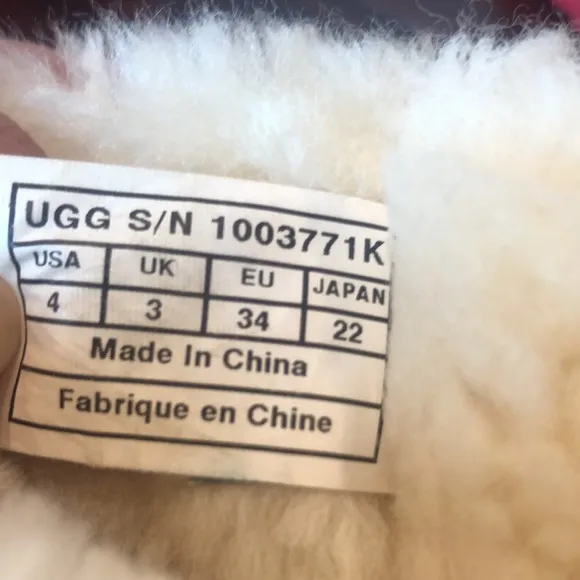 UGG S/N 1003771K
USA UK EU JAPAN
4 3 34 22
Made In China
Fabrique en Chine